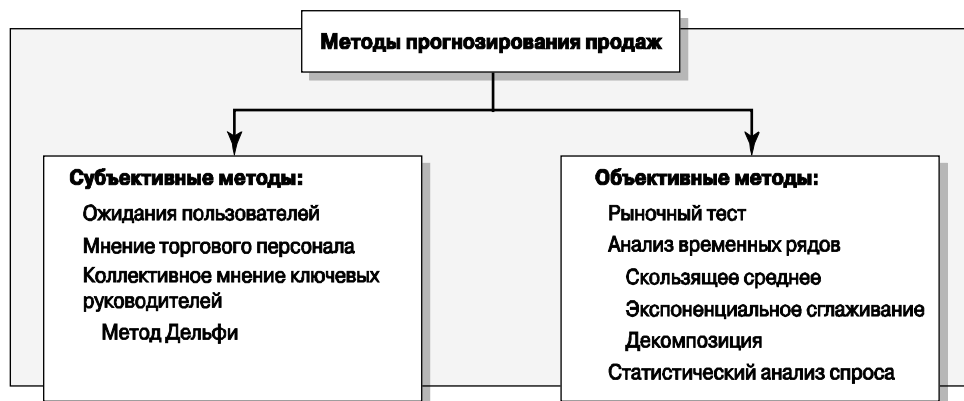 Методы прогнозирования продаж
Субъективные методы:
Ожидания пользователей
Мнение торгового персонала
Коллективное мнение ключевых
руководителей
Метод Дельфи
Объективные методы:
Рыночный тест
Анализ временных рядов
Скользящее среднее
Экспоненциальное сглаживание
Декомпозиция
Статистический анализ спроса